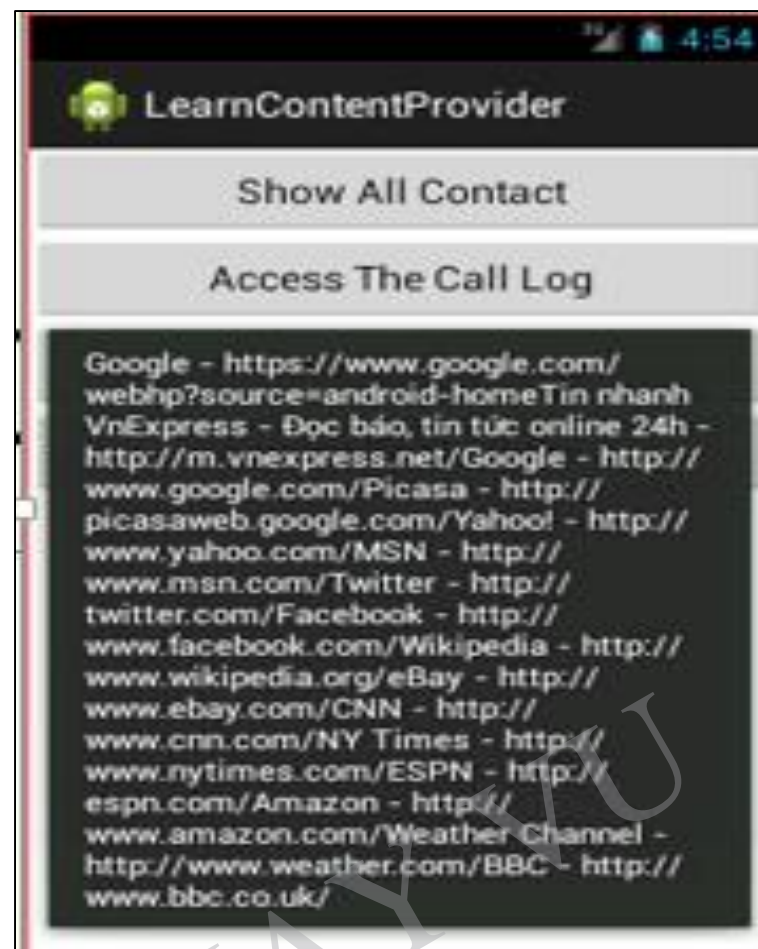 3G 4:54
LearnContentProvider
Show All Contact
Access The Call Log
Google - https://www.google.com/
webhp?source=android-homeTin nhanh
VnExpress - Đọc báo, tin tức online 24h -
http://m.vnexpress.net/Google - http://
www.google.com/Picasa - http://
picasaweb.google.com/Yahoo! - http://
www.yahoo.com/MSN - http://
www.msn.com/Twitter - http://
twitter.com/Facebook - http://
www.facebook.com/Wikipedia - http://
www.wikipedia.org/eBay - http://
www.ebay.com/CNN - http://
www.cnn.com/NY Times - http://
www.nytimes.com/ESPN - http://
espn.com/Amazon - http://
www.amazon.com/Weather Channel -
http://www.weather.com/BBC - http://
www.bbc.co.uk/